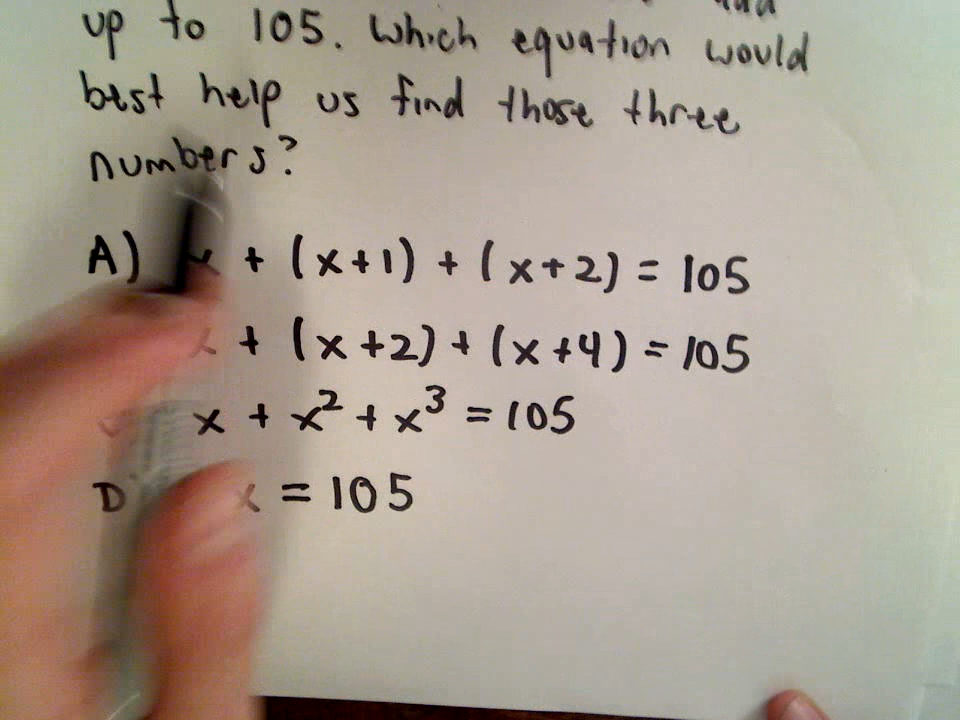 up to 105. Which equation would
best help us find those three
numbers?
A) x + (x+1) + (x+2) = 105
+ (x+2) + (x+4) = 105
x + x² + x³ = 105
D x = 105